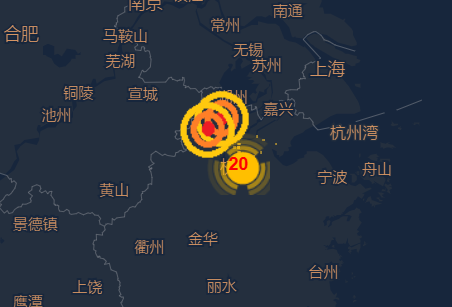 南京
南通
常州
合肥
马鞍山
无锡
芜湖
苏州
上海
铜陵
宣城
州
嘉兴
池州
杭州湾
20
舟山
宁波
黄山
景德镇
金华
衢州
台州
上饶
丽水
鹰潭